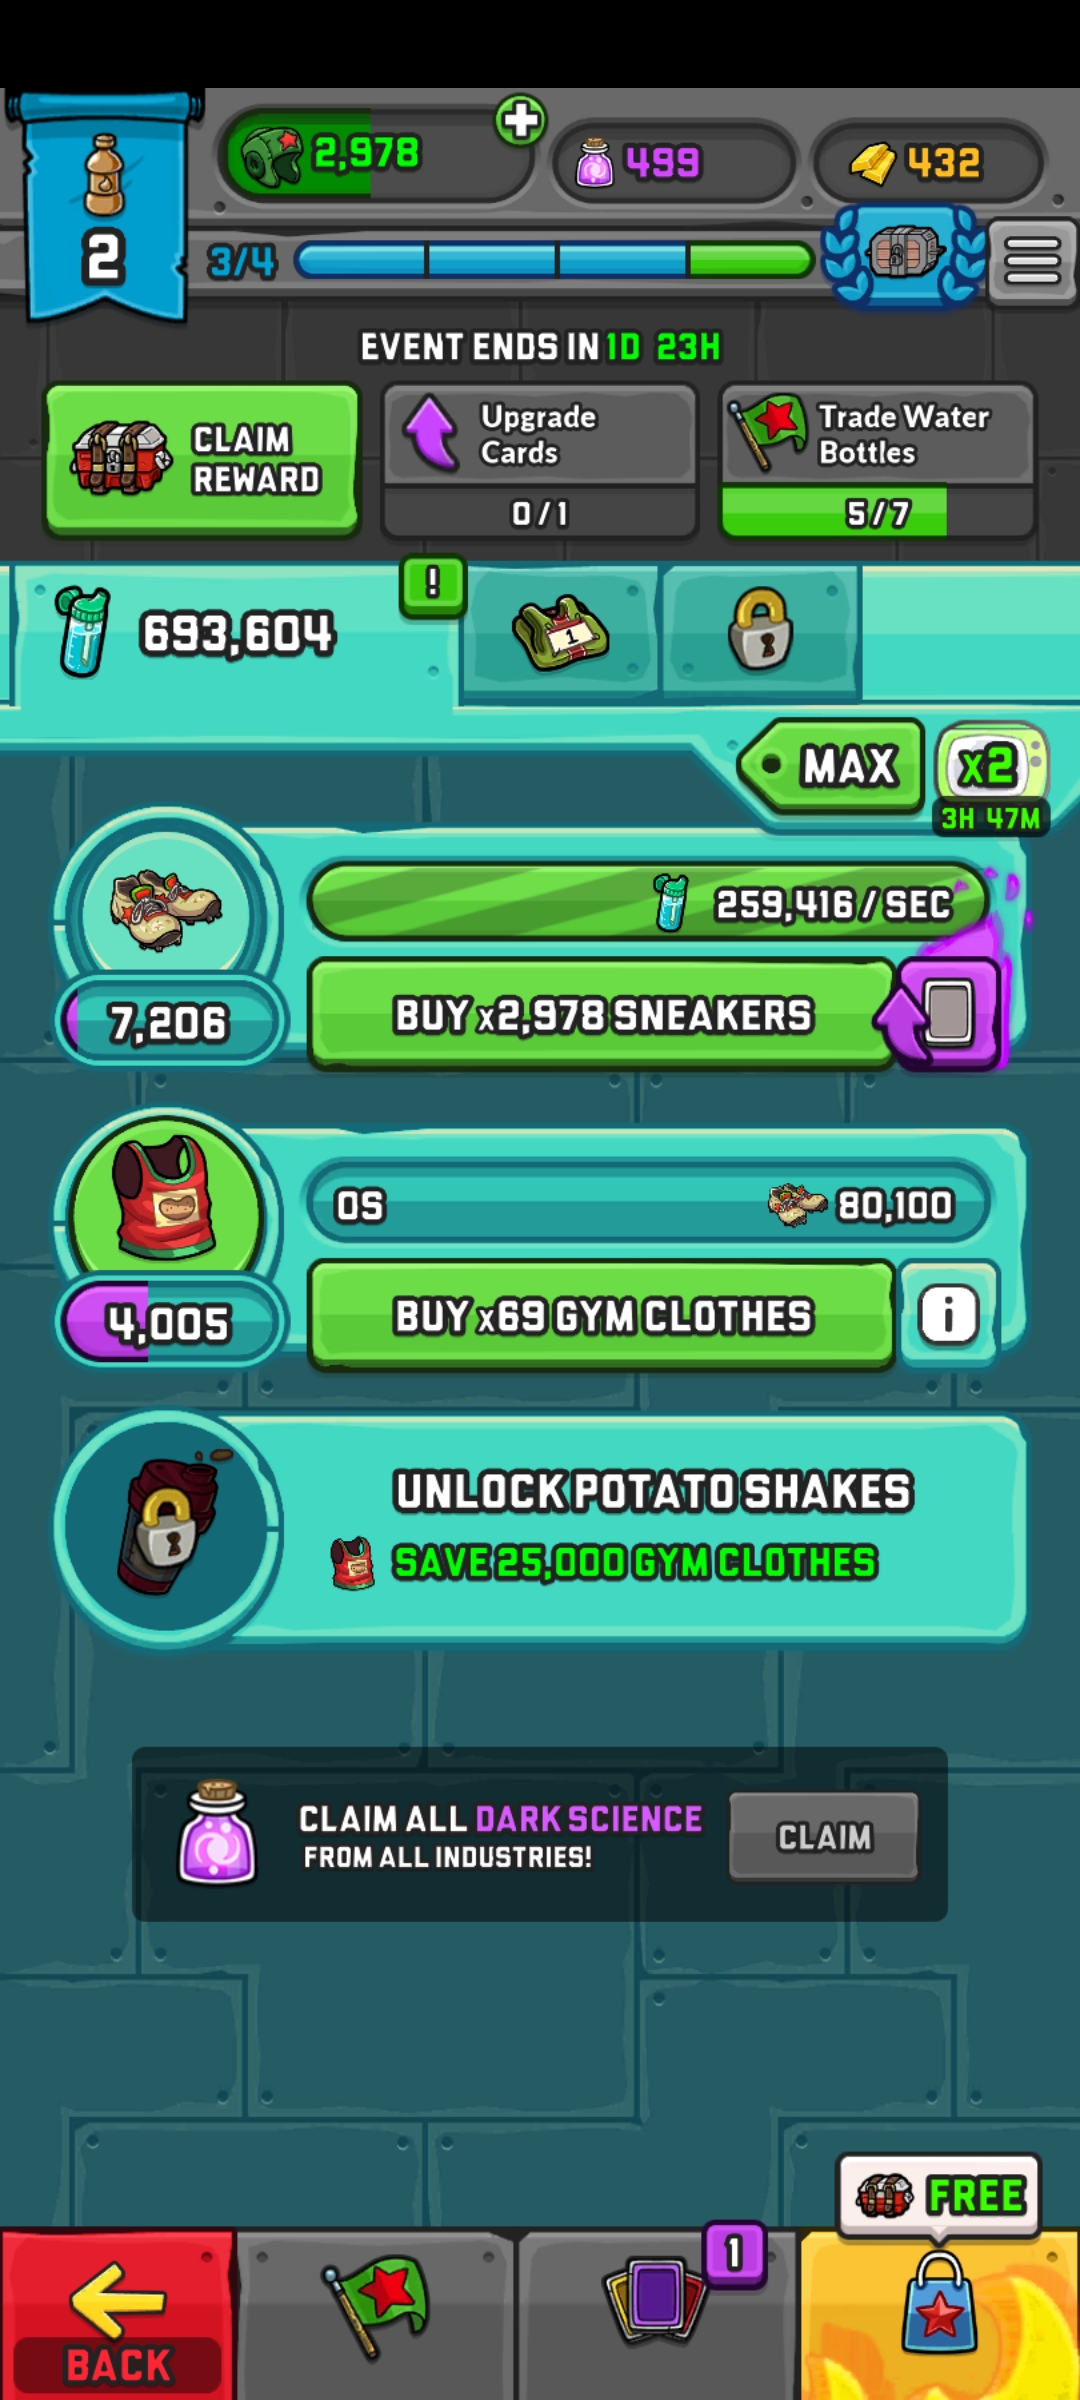 2,978
499
432
2
3/4
EVENT ENDS IN 1D 23H
CLAIM
REWARD
Upgrade
Cards
0/1
Trade Water
Bottles
5/7
693,604
!
1
MAX
x2
3H 47M
259,416/SEC
7,206
BUY x2,978 SNEAKERS
0S
80,100
4,005
BUY x69 GYM CLOTHES
i
UNLOCK POTATO SHAKES
SAVE 25,000 GYM CLOTHES
CLAIM ALL DARK SCIENCE
FROM ALL INDUSTRIES!
CLAIM
FREE
1
BACK